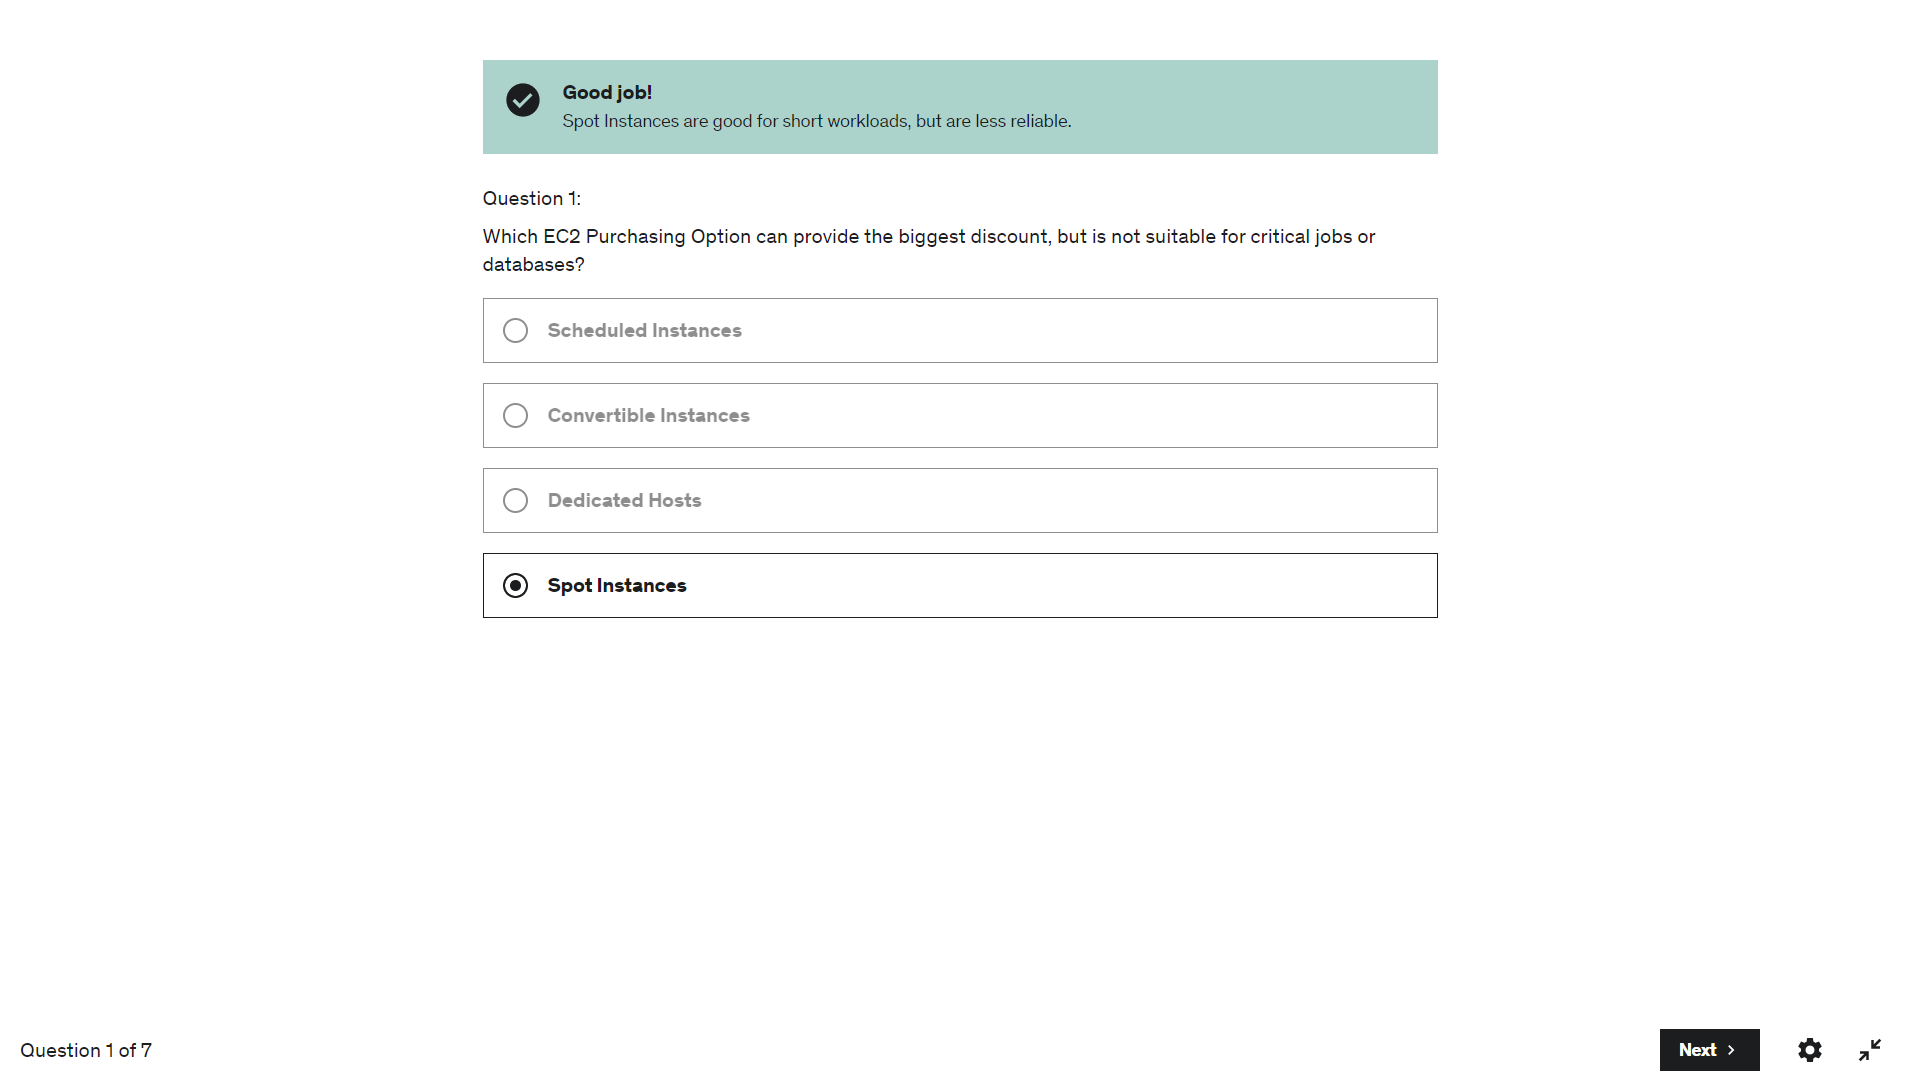 Good job!
Spot Instances are good for short workloads, but are less reliable.
Question 1:
Which EC2 Purchasing Option can provide the biggest discount, but is not suitable for critical jobs or
databases?
Scheduled Instances
Convertible Instances
Dedicated Hosts
Spot Instances
Question 1 of 7
Next